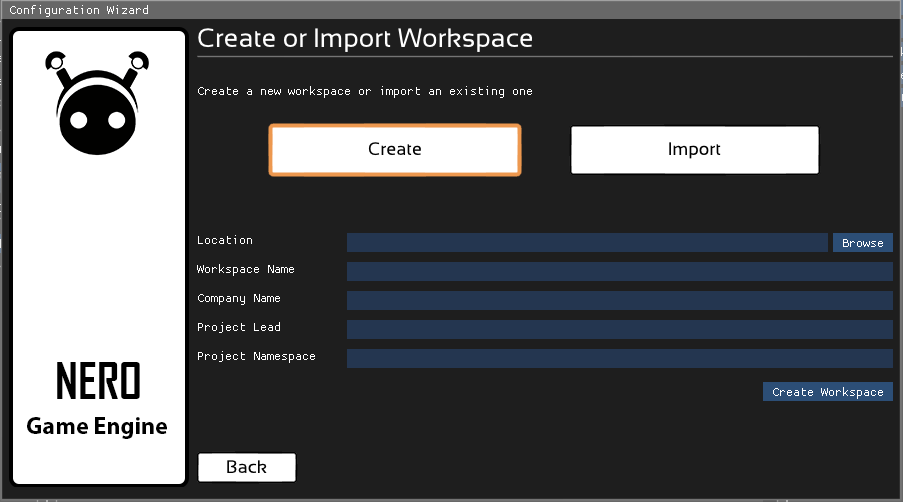 Configuration Wizard
Create or Import Workspace
Create a new workspace or import an existing one
Create
Import
Location
Browse
Workspace Name
Company Name
Project Lead
Project Namespace
Create Workspace
NERO
Game Engine
Back